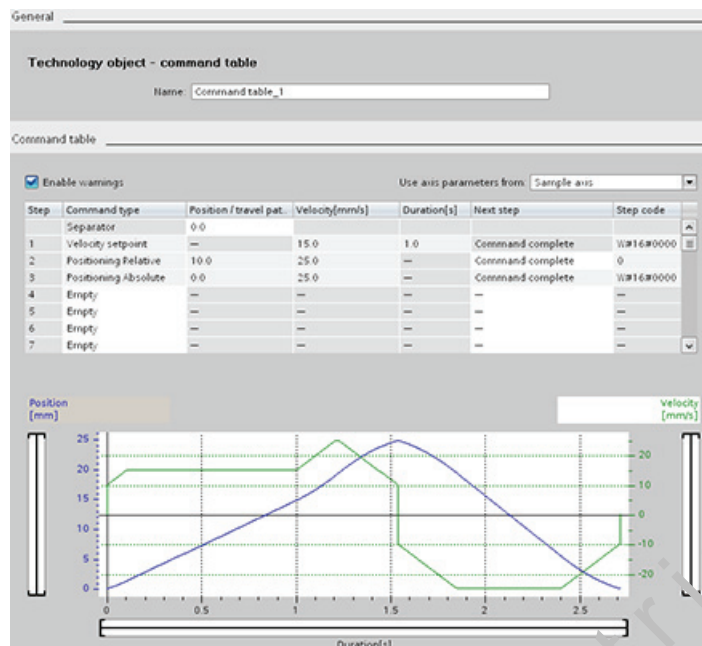 General
Technology object - command table
Name: Command table_1
Command table
Enable warnings Use axis parameters from: Sample axis
Step Command type Position / travel pat.. Velocity[mm/s] Duration[s] Next step Step code
Separator 0.0
1 Velocity setpoint — 15.0 1.0 Command complete W#16#0000
2 Positioning Relative 10.0 25.0 — Command complete 0
3 Positioning Absolute 0.0 25.0 — Command complete W#16#0000
4 Empty — — — — —
5 Empty — — — — —
6 Empty — — — — —
7 Empty — — — — —
Position
[mm]
Velocity
[mm/s]
25
20 20
15 10
0
10
-10
5
-20
0
0 0.5 1 1.5 2 2.5
Duration[s]